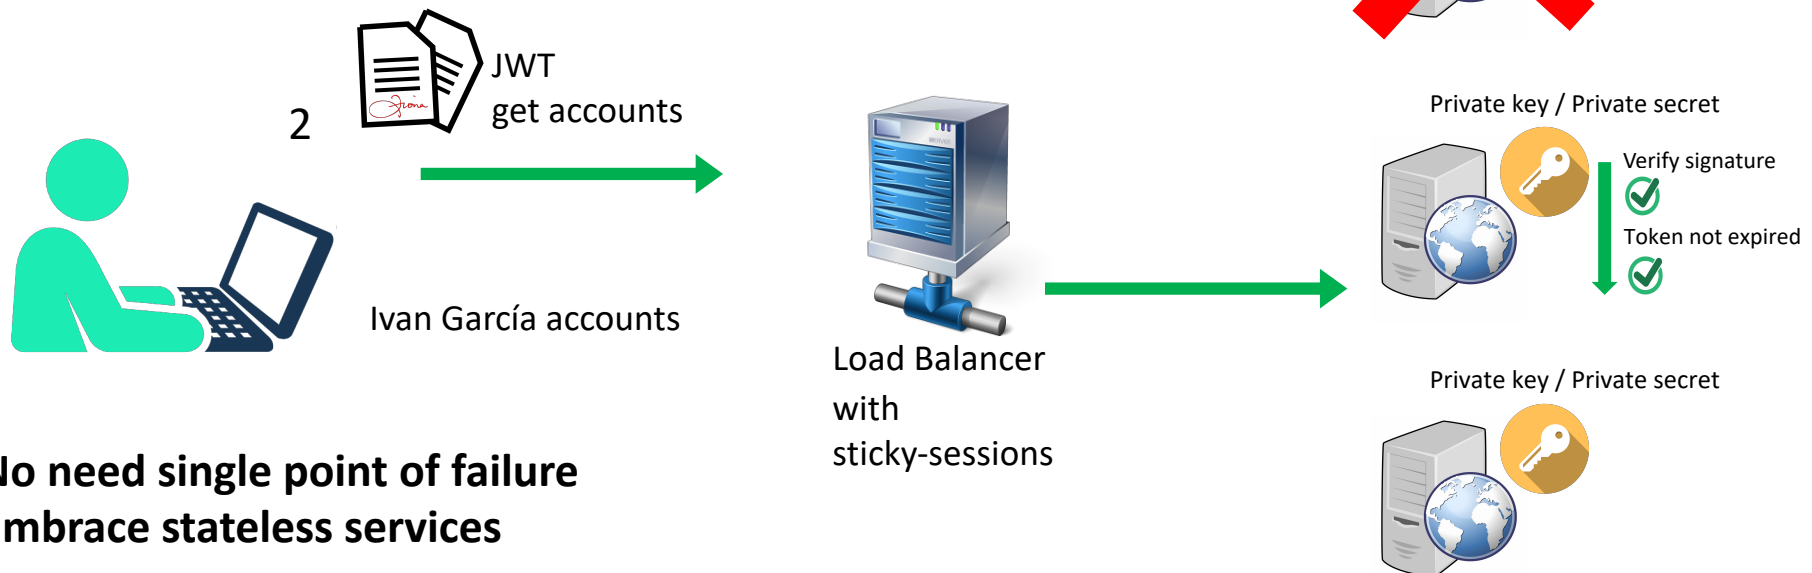 JWT
get accounts
2
Private key / Private secret
Verify signature
Token not expired
Ivan García accounts
Load Balancer
with
sticky-sessions
Private key / Private secret
No need single point of failure
mbrace stateless services